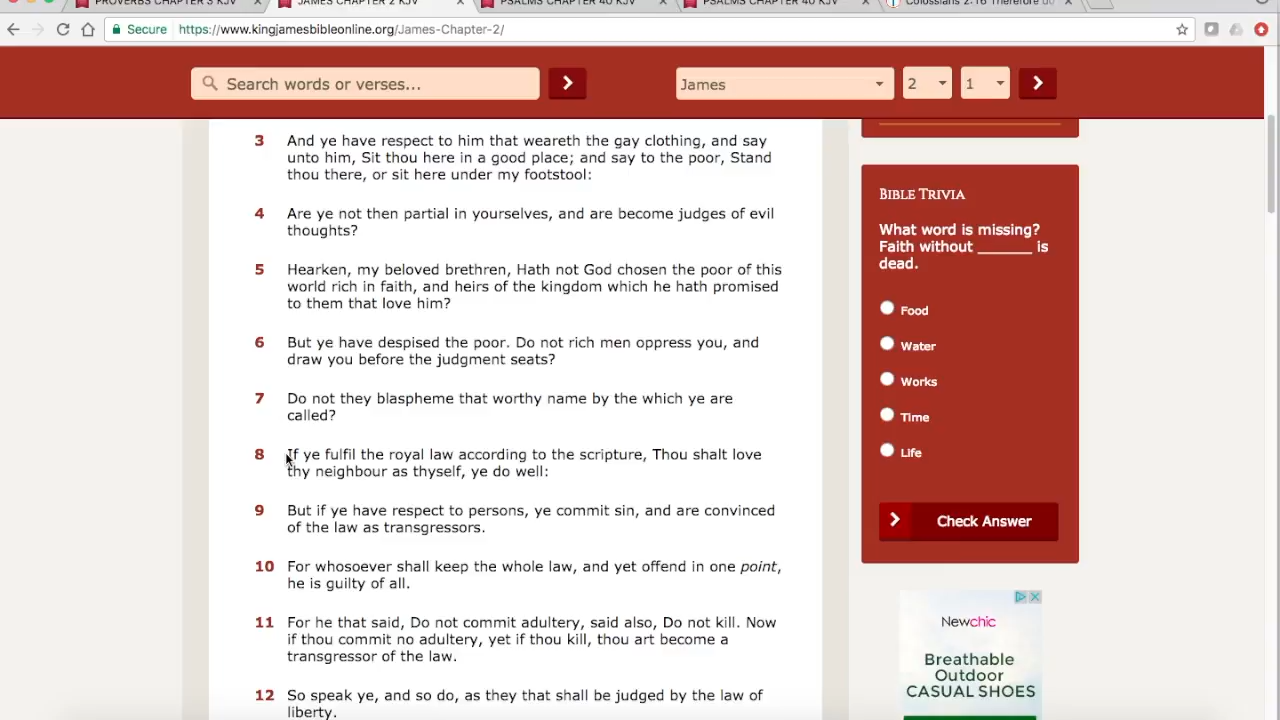 PROVERBS CHAPTER 3 KJV
JAMES CHAPTER 2 KJV
PSALMS CHAPTER 40 KJV
PSALMS CHAPTER 40 KJV
Colossians 2:16 Therefore do
Secure
https://www.kingjamesbibleonline.org/James-Chapter-2/
Search words or verses...
James
2
1
3 And ye have respect to him that weareth the gay clothing, and say
unto him, Sit thou here in a good place; and say to the poor, Stand
thou there, or sit here under my footstool:
4 Are ye not then partial in yourselves, and are become judges of evil
thoughts?
5 Hearken, my beloved brethren, Hath not God chosen the poor of this
world rich in faith, and heirs of the kingdom which he hath promised
to them that love him?
6 But ye have despised the poor. Do not rich men oppress you, and
draw you before the judgment seats?
7 Do not they blaspheme that worthy name by the which ye are
called?
8 If ye fulfil the royal law according to the scripture, Thou shalt love
thy neighbour as thyself, ye do well:
9 But if ye have respect to persons, ye commit sin, and are convinced
of the law as transgressors.
10 For whosoever shall keep the whole law, and yet offend in one point,
he is guilty of all.
11 For he that said, Do not commit adultery, said also, Do not kill. Now
if thou commit no adultery, yet if thou kill, thou art become a
transgressor of the law.
12 So speak ye, and so do, as they that shall be judged by the law of
liberty.
BIBLE TRIVIA
What word is missing?
Faith without _______ is
dead.
Food
Water
Works
Time
Life
Check Answer
Newchic
Breathable
Outdoor
CASUAL SHOES